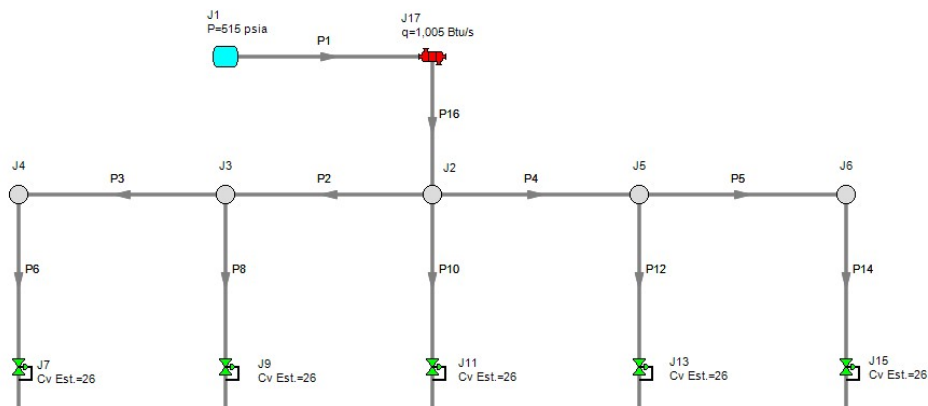 J1
P=515 psia
P1
J17
q=1,005 Btu/s
P16
J4
P3
J3
P2
J2
P4
J5
P5
J6
P6
P8
P10
P12
P14
J7
Cv Est.=26
J9
Cv Est.=26
J11
Cv Est.=26
J13
Cv Est.=26
J15
Cv Est.=26